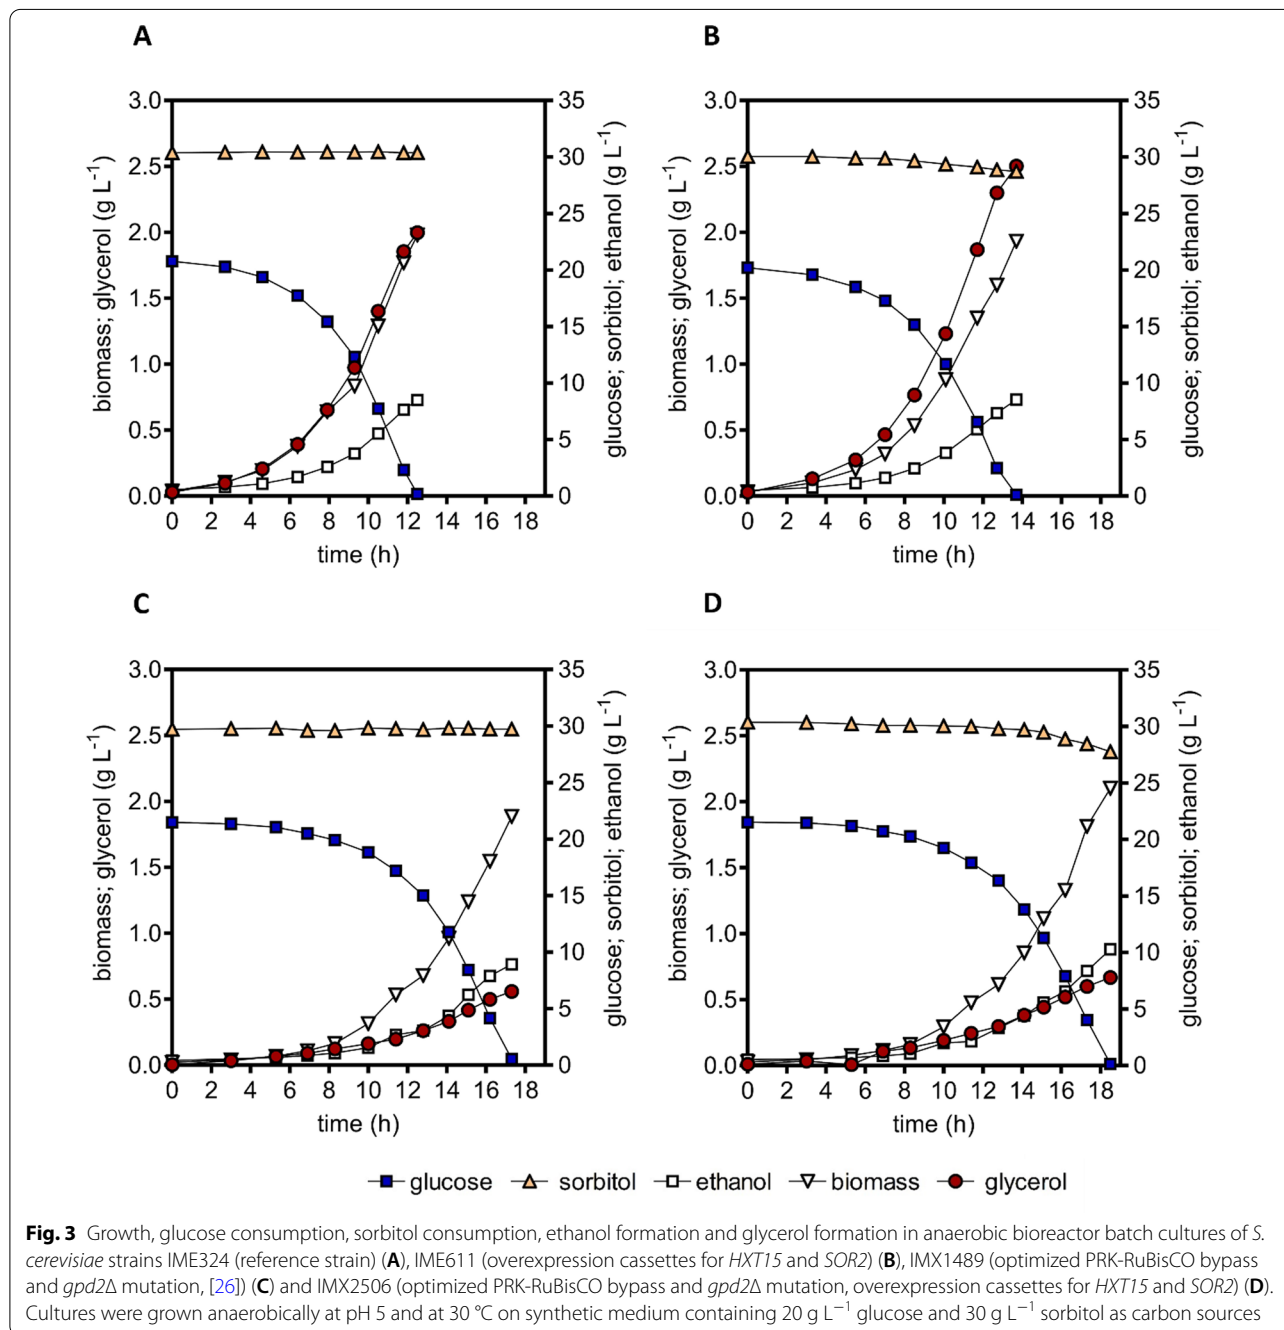 A
B
3.0
2.5
2.0
1.5
1.0
0.5
0.0
biomass; glycerol (g L⁻¹)
35
30
25
20
15
10
5
0
glucose; sorbitol; ethanol (g L⁻¹)
0 2 4 6 8 10 12 14 16 18
time (h)
3.0
2.5
2.0
1.5
1.0
0.5
0.0
biomass; glycerol (g L⁻¹)
35
30
25
20
15
10
5
0
glucose; sorbitol; ethanol (g L⁻¹)
0 2 4 6 8 10 12 14 16 18
time (h)
C
D
3.0
2.5
2.0
1.5
1.0
0.5
0.0
biomass; glycerol (g L⁻¹)
35
30
25
20
15
10
5
0
glucose; sorbitol; ethanol (g L⁻¹)
0 2 4 6 8 10 12 14 16 18
time (h)
3.0
2.5
2.0
1.5
1.0
0.5
0.0
biomass; glycerol (g L⁻¹)
35
30
25
20
15
10
5
0
glucose; sorbitol; ethanol (g L⁻¹)
0 2 4 6 8 10 12 14 16 18
time (h)
glucose sorbitol ethanol biomass glycerol
Fig. 3 Growth, glucose consumption, sorbitol consumption, ethanol formation and glycerol formation in anaerobic bioreactor batch cultures of S.
cerevisiae strains IME324 (reference strain) (A), IME611 (overexpression cassettes for HXT15 and SOR2) (B), IMX1489 (optimized PRK-RuBisCO bypass
and gpd2Δ mutation, [26]) (C) and IMX2506 (optimized PRK-RuBisCO bypass and gpd2Δ mutation, overexpression cassettes for HXT15 and SOR2) (D).
Cultures were grown anaerobically at pH 5 and at 30 °C on synthetic medium containing 20 g L⁻¹ glucose and 30 g L⁻¹ sorbitol as carbon sources